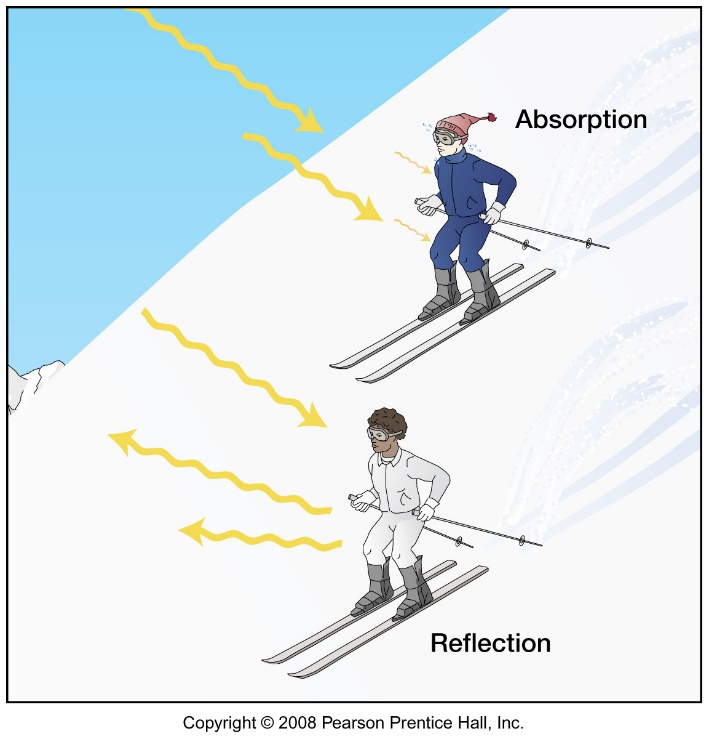 Absorption
Reflection
Copyright © 2008 Pearson Prentice Hall, Inc.